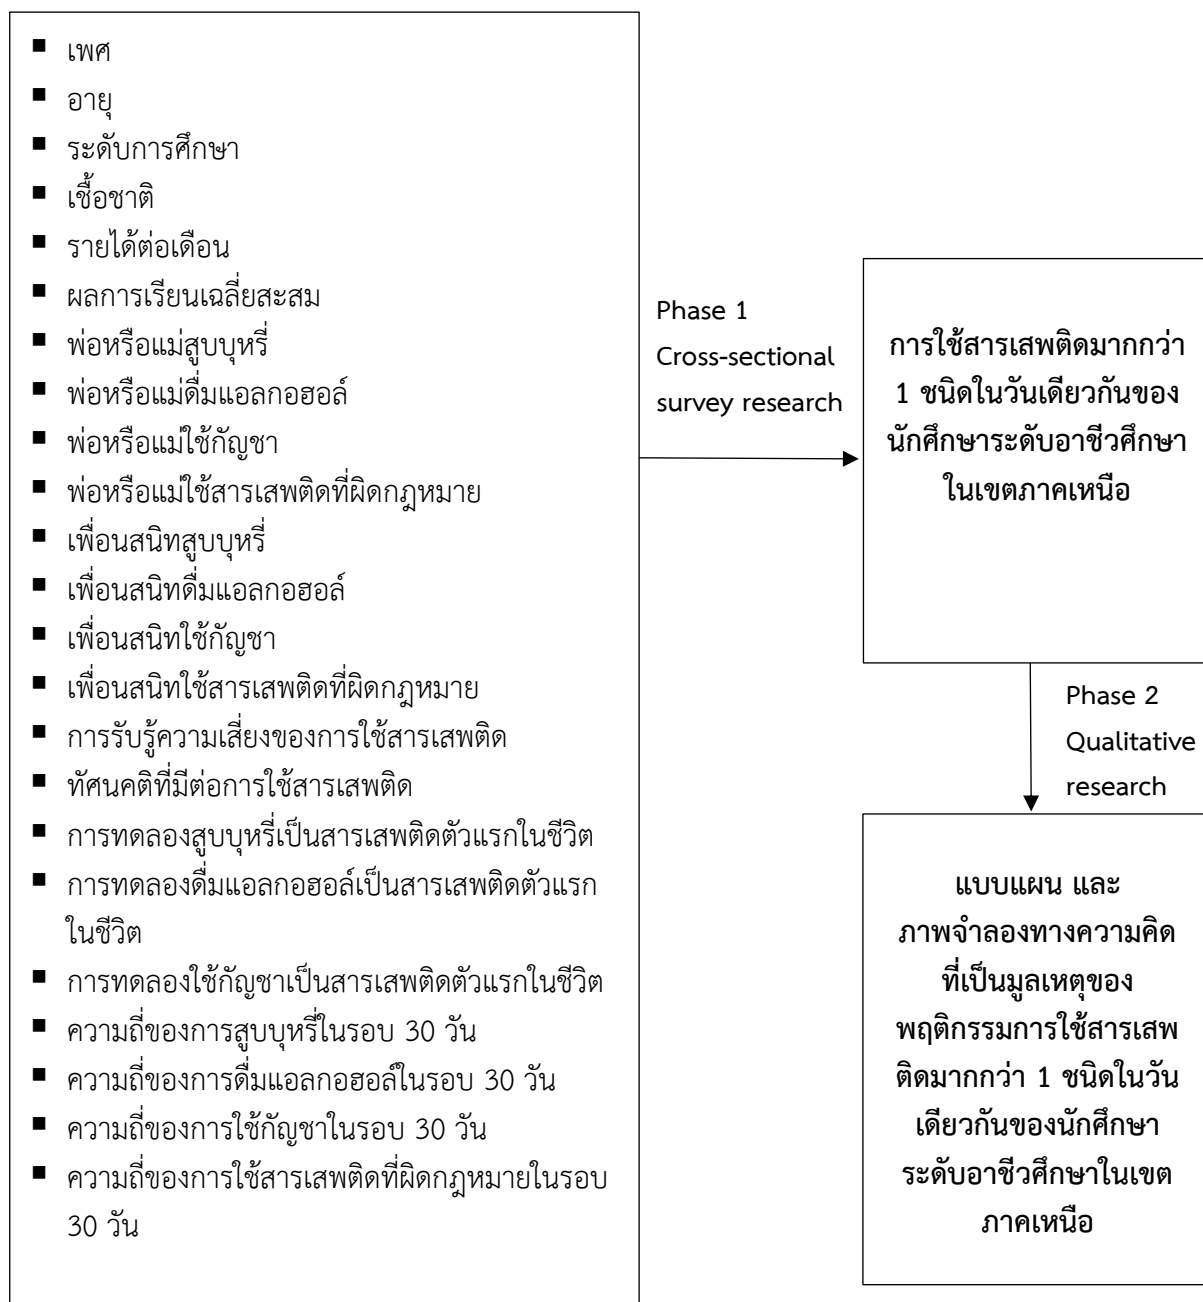 ▪ เพศ
▪ อายุ
▪ ระดับการศึกษา
▪ เชื้อชาติ
▪ รายได้ต่อเดือน
▪ ผลการเรียนเฉลี่ยสะสม
▪ พ่อหรือแม่สูบบุหรี่
▪ พ่อหรือแม่ดื่มแอลกอฮอล์
▪ พ่อหรือแม่ใช้กัญชา
▪ พ่อหรือแม่ใช้สารเสพติดที่ผิดกฎหมาย
▪ เพื่อนสนิทสูบบุหรี่
▪ เพื่อนสนิทดื่มแอลกอฮอล์
▪ เพื่อนสนิทใช้กัญชา
▪ เพื่อนสนิทใช้สารเสพติดที่ผิดกฎหมาย
▪ การรับรู้ความเสี่ยงของการใช้สารเสพติด
▪ ทัศนคติที่มีต่อการใช้สารเสพติด
▪ การทดลองสูบบุหรี่เป็นสารเสพติดตัวแรกในชีวิต
▪ การทดลองดื่มแอลกอฮอล์เป็นสารเสพติดตัวแรก
ในชีวิต
▪ การทดลองใช้กัญชาเป็นสารเสพติดตัวแรกในชีวิต
▪ ความถี่ของการสูบบุหรี่ในรอบ 30 วัน
▪ ความถี่ของการดื่มแอลกอฮอล์ในรอบ 30 วัน
▪ ความถี่ของการใช้กัญชาในรอบ 30 วัน
▪ ความถี่ของการใช้สารเสพติดที่ผิดกฎหมายในรอบ
30 วัน
Phase 1
Cross-sectional
survey research
การใช้สารเสพติดมากกว่า
1 ชนิดในวันเดียวกันของ
นักศึกษาระดับอาชีวศึกษา
ในเขตภาคเหนือ
Phase 2
Qualitative
research
แบบแผน และ
ภาพจำลองทางความคิด
ที่เป็นมูลเหตุของ
พฤติกรรมการใช้สารเสพ
ติดมากกว่า 1 ชนิดในวัน
เดียวกันของนักศึกษา
ระดับอาชีวศึกษาในเขต
ภาคเหนือ